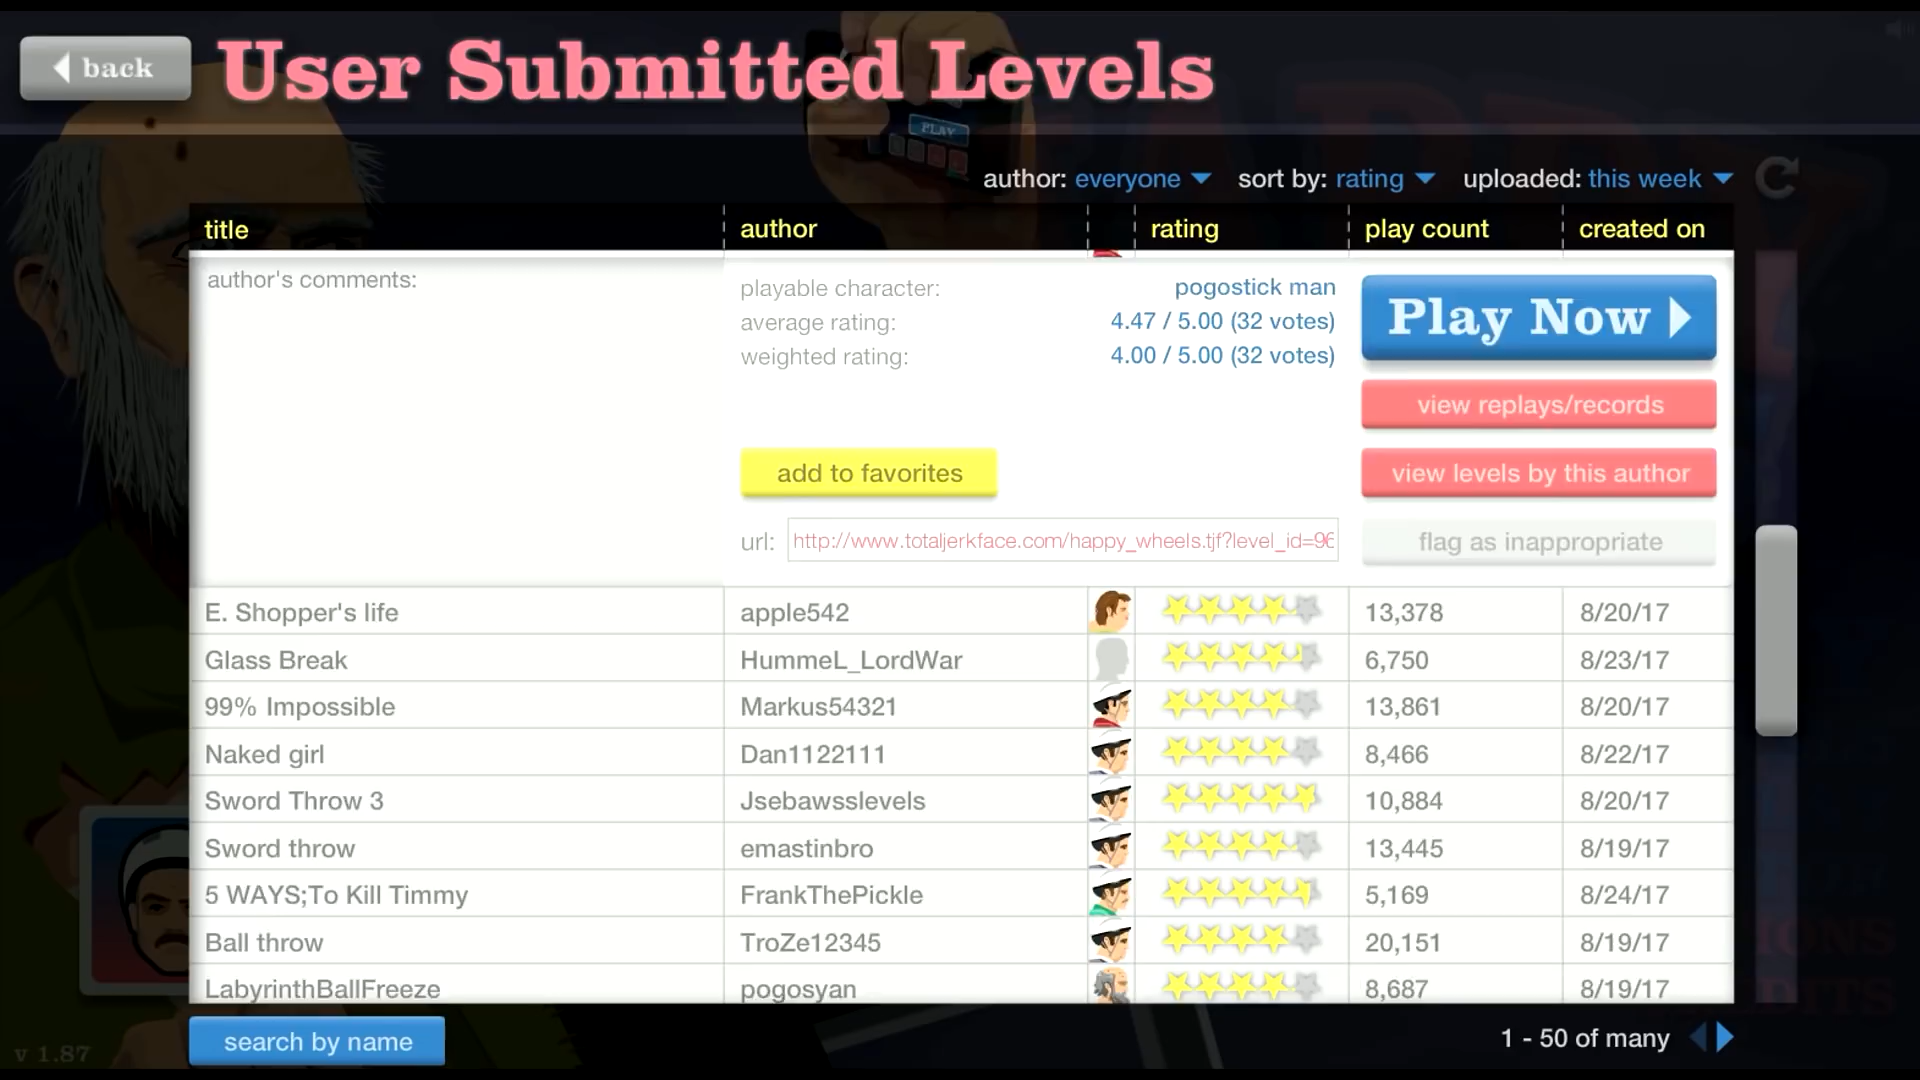 back
User Submitted Levels
PLAY
author: everyone sort by: rating uploaded: this week
title author rating play count created on
author's comments:
playable character: pogostick man
average rating: 4.47 / 5.00 (32 votes)
weighted rating: 4.00 / 5.00 (32 votes)
Play Now
view replays/records
add to favorites
view levels by this author
url: http://www.totaljerkface.com/happy_wheels.tjf?level_id=96
flag as inappropriate
E. Shopper's life apple542 13,378 8/20/17
Glass Break HummeL_LordWar 6,750 8/23/17
99% Impossible Markus54321 13,861 8/20/17
Naked girl Dan1122111 8,466 8/22/17
Sword Throw 3 Jsebawsslevels 10,884 8/20/17
Sword throw emastinbro 13,445 8/19/17
5 WAYS;To Kill Timmy FrankThePickle 5,169 8/24/17
Ball throw TroZe12345 20,151 8/19/17
LabyrinthBallFreeze pogosyan 8,687 8/19/17
search by name
1 - 50 of many
v 1.87